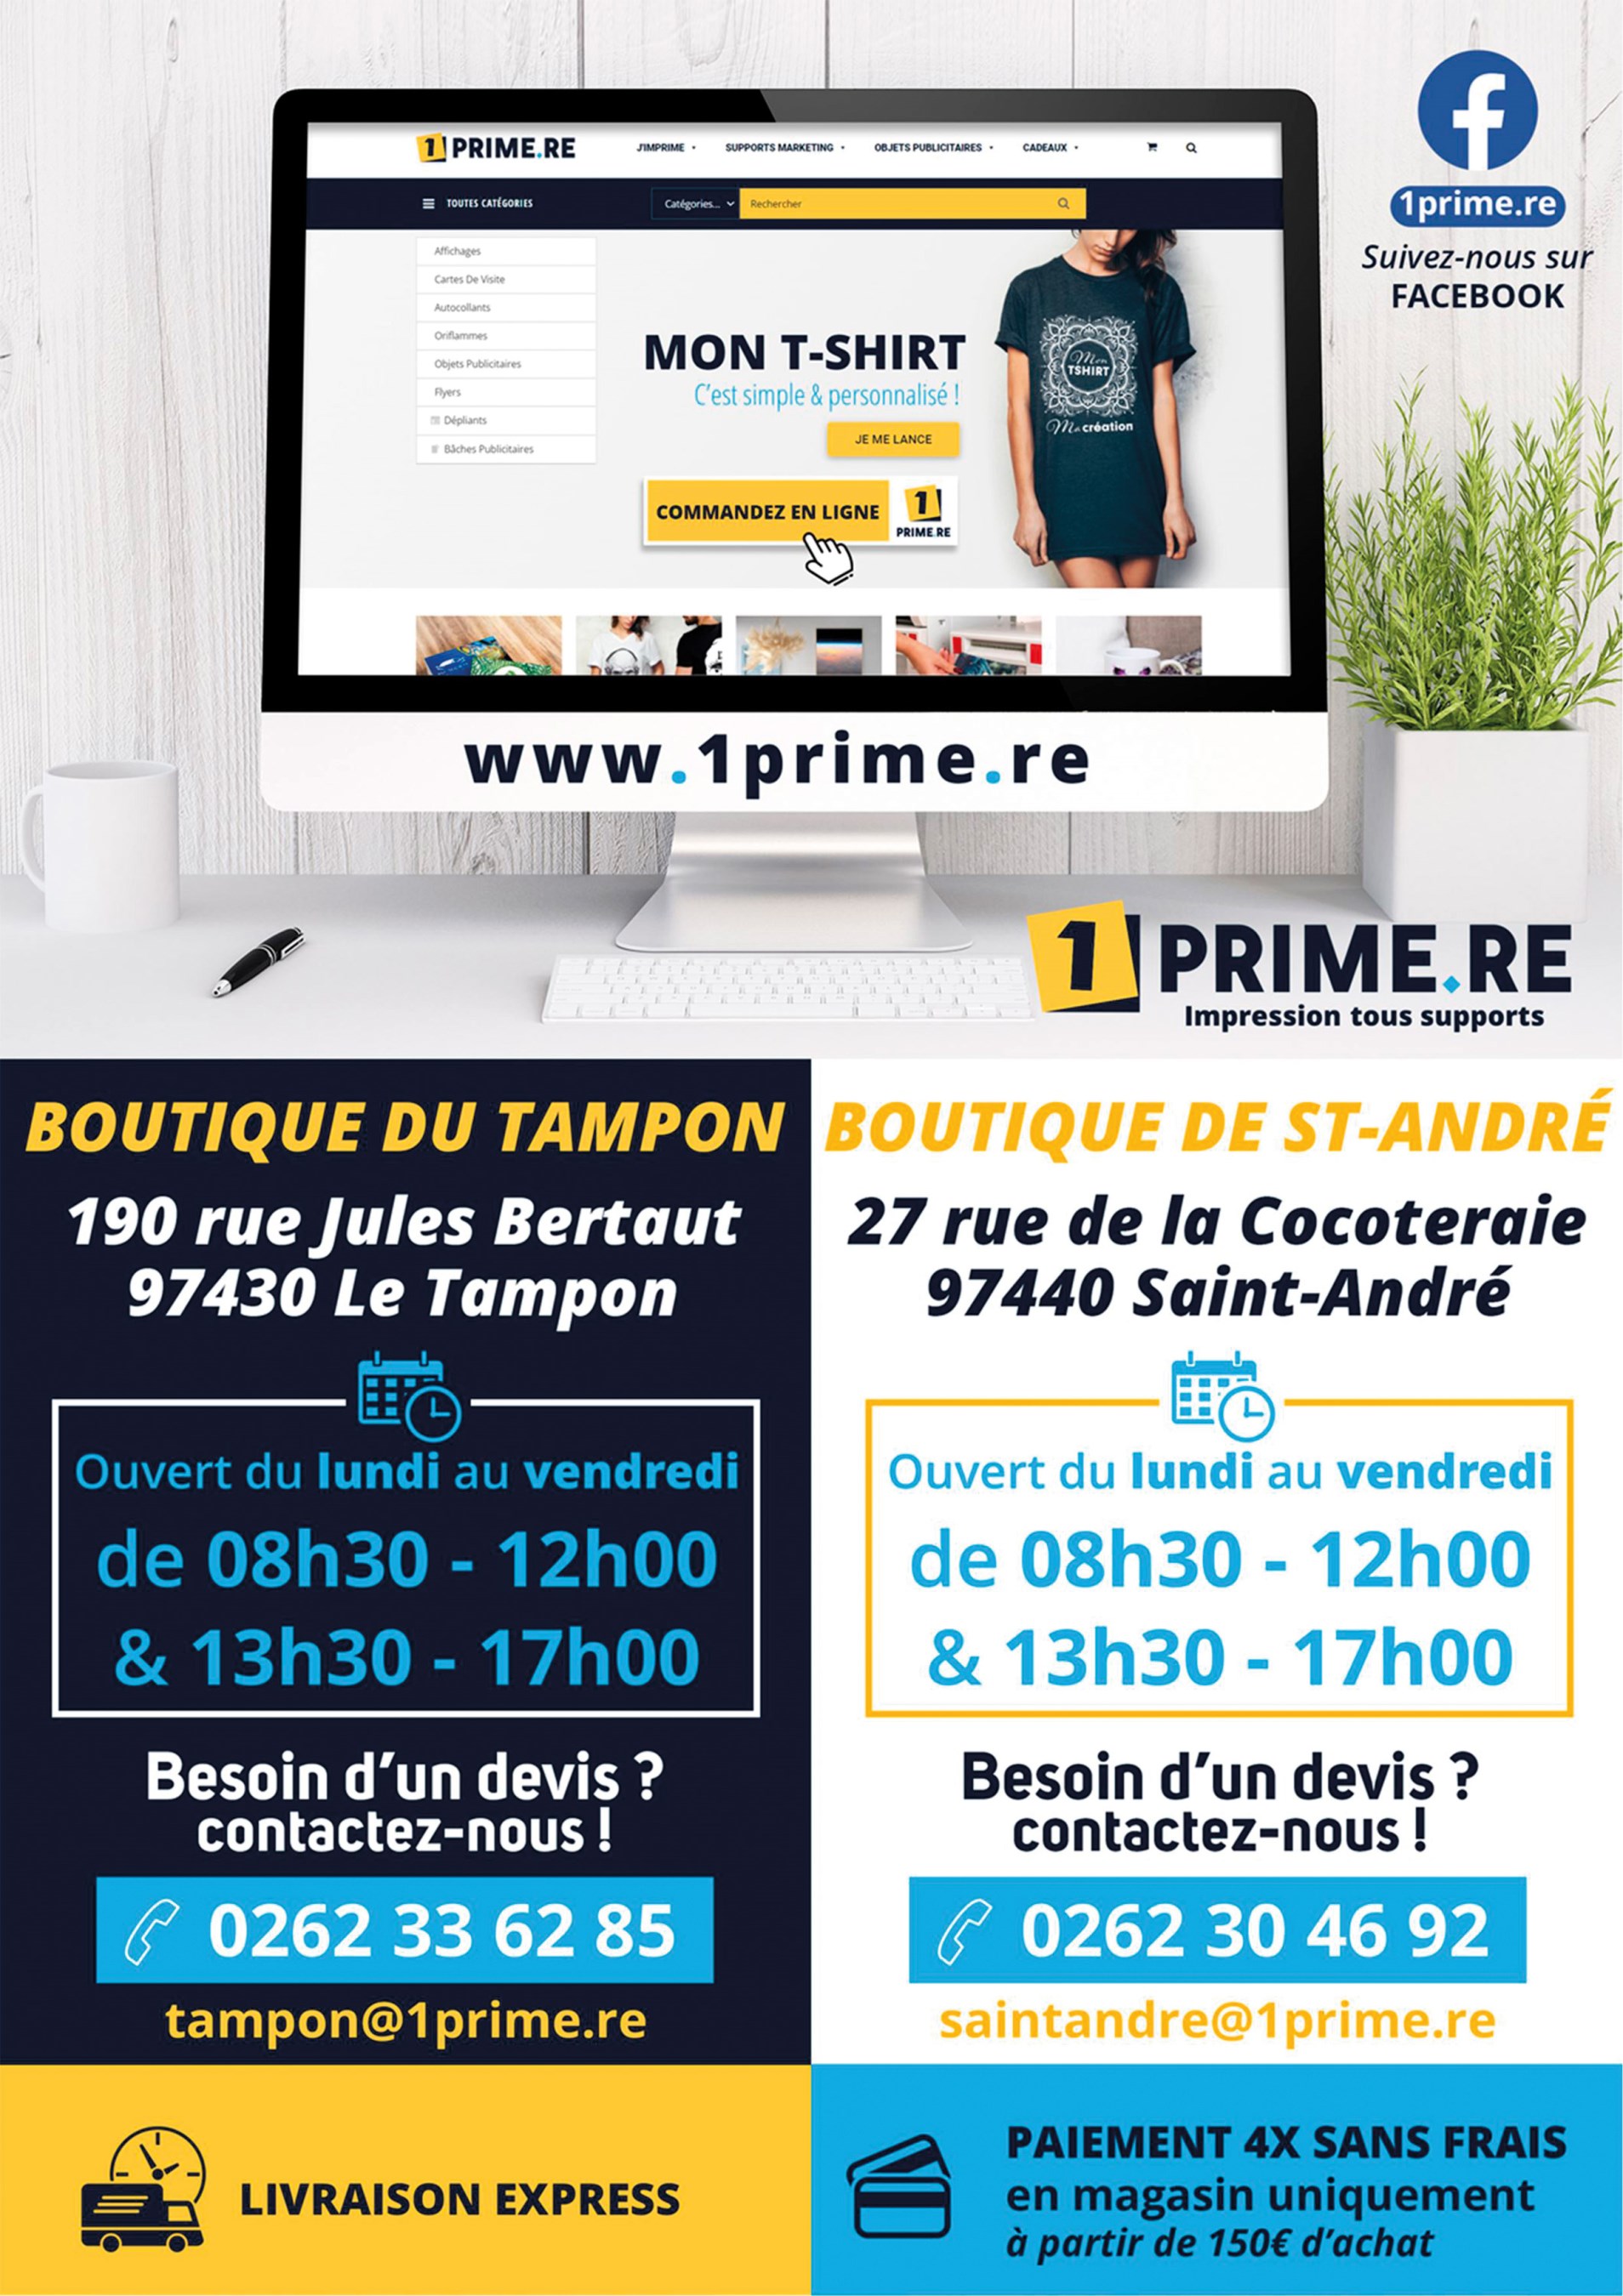 1 PRIME.RE
J'IMPRIME
SUPPORTS MARKETING
OBJETS PUBLICITAIRES
CADEAUX
TOUTES CATÉGORIES
Catégories...
Rechercher
Affichages
Cartes De Visite
Autocollants
Oriflammes
Objets Publicitaires
Flyers
Dépliants
Bâches Publicitaires
MON T-SHIRT
C'est simple & personnalisé !
JE ME LANCE
COMMANDEZ EN LIGNE
1
PRIME.RE
Mon
TSHIRT
Ma création
www.1prime.re
f
1prime.re
Suivez-nous sur
FACEBOOK
1 PRIME.RE
Impression tous supports
BOUTIQUE DU TAMPON
190 rue Jules Bertaut
97430 Le Tampon
Ouvert du lundi au vendredi
de 08h30 - 12h00
& 13h30 - 17h00
Besoin d'un devis ?
contactez-nous !
0262 33 62 85
tampon@1prime.re
LIVRAISON EXPRESS
BOUTIQUE DE ST-ANDRÉ
27 rue de la Cocoteraie
97440 Saint-André
Ouvert du lundi au vendredi
de 08h30 - 12h00
& 13h30 - 17h00
Besoin d'un devis ?
contactez-nous !
0262 30 46 92
saintandre@1prime.re
PAIEMENT 4X SANS FRAIS
en magasin uniquement
à partir de 150€ d'achat